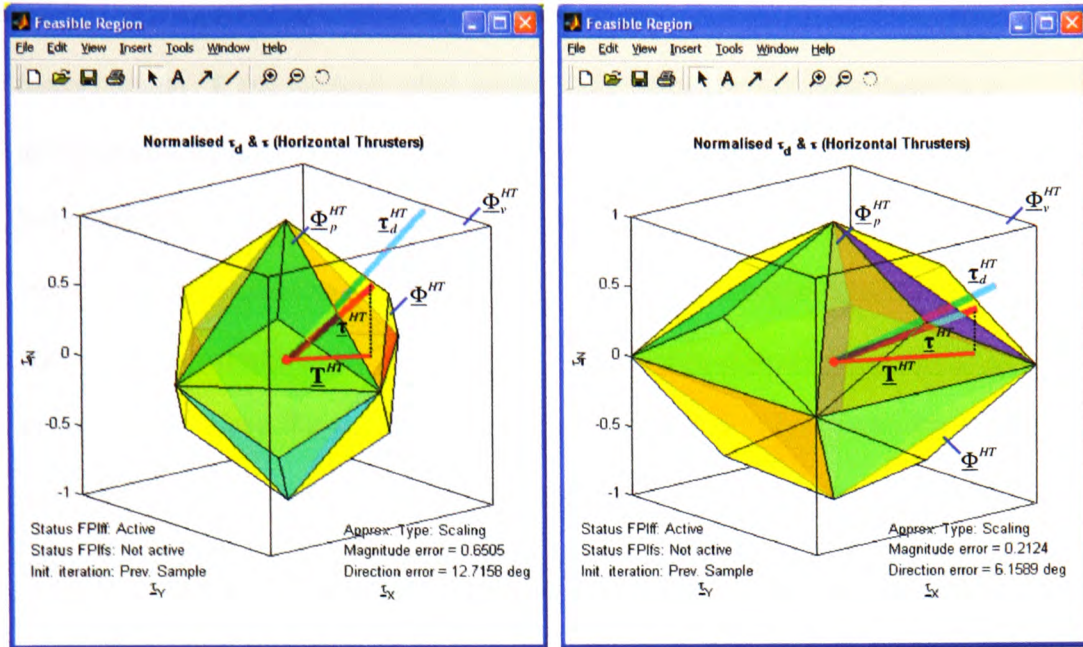 Feasible Region
File Edit View Insert Tools Window Help
Normalised τd & τ (Horizontal Thrusters)
Φp^HT
τd^HT
Φv^HT
Φ^HT
τ^HT
T^HT
1
0.5
0
-0.5
-1
τN
Status FPIff: Active
Status FPIfs: Not active
Init. iteration: Prev. Sample
Approx. Type: Scaling
Magnitude error = 0.6505
Direction error = 12.7158 deg
τY
τX
Feasible Region
File Edit View Insert Tools Window Help
Normalised τd & τ (Horizontal Thrusters)
Φp^HT
Φv^HT
τd^HT
τ^HT
T^HT
Φ^HT
1
0.5
0
-0.5
-1
τN
Status FPIff: Active
Status FPIfs: Not active
Init. iteration: Prev. Sample
Approx. Type: Scaling
Magnitude error = 0.2124
Direction error = 6.1589 deg
τY
τX